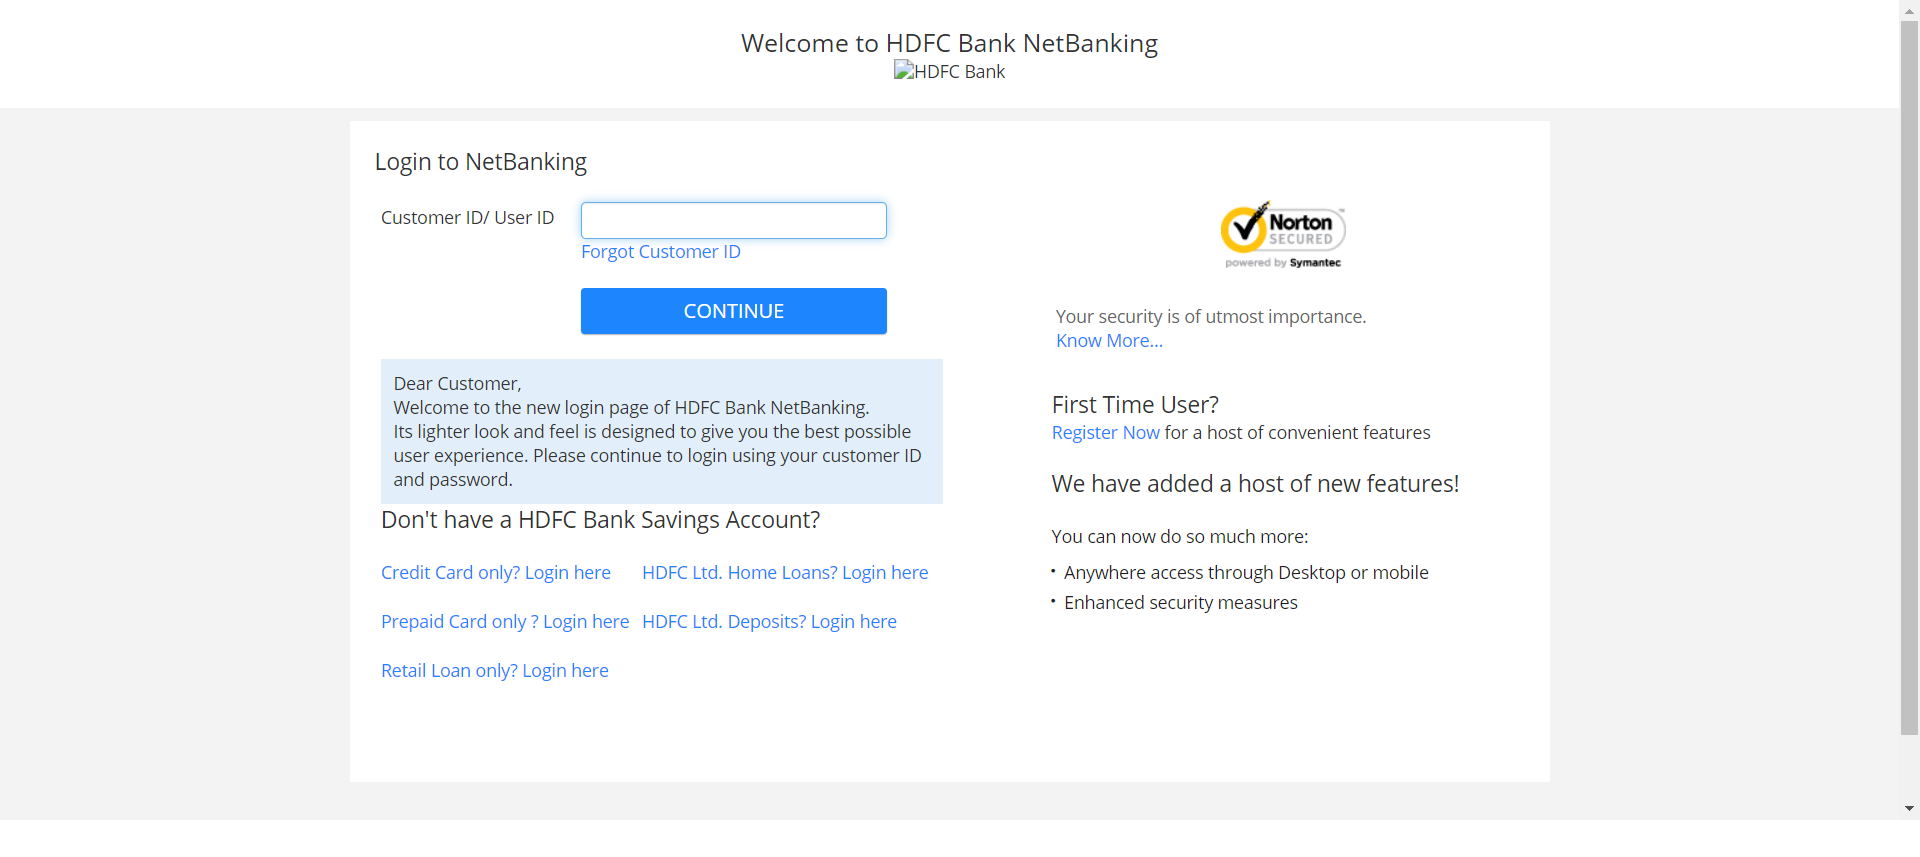 Welcome to HDFC Bank NetBanking
HDFC Bank
Login to NetBanking
Customer ID/ User ID
Forgot Customer ID
CONTINUE
Dear Customer,
Welcome to the new login page of HDFC Bank NetBanking.
Its lighter look and feel is designed to give you the best possible
user experience. Please continue to login using your customer ID
and password.
Don't have a HDFC Bank Savings Account?
Credit Card only? Login here
HDFC Ltd. Home Loans? Login here
Prepaid Card only ? Login here
HDFC Ltd. Deposits? Login here
Retail Loan only? Login here
Norton
SECURED
powered by Symantec
Your security is of utmost importance.
Know More...
First Time User?
Register Now for a host of convenient features
We have added a host of new features!
You can now do so much more:
• Anywhere access through Desktop or mobile
• Enhanced security measures